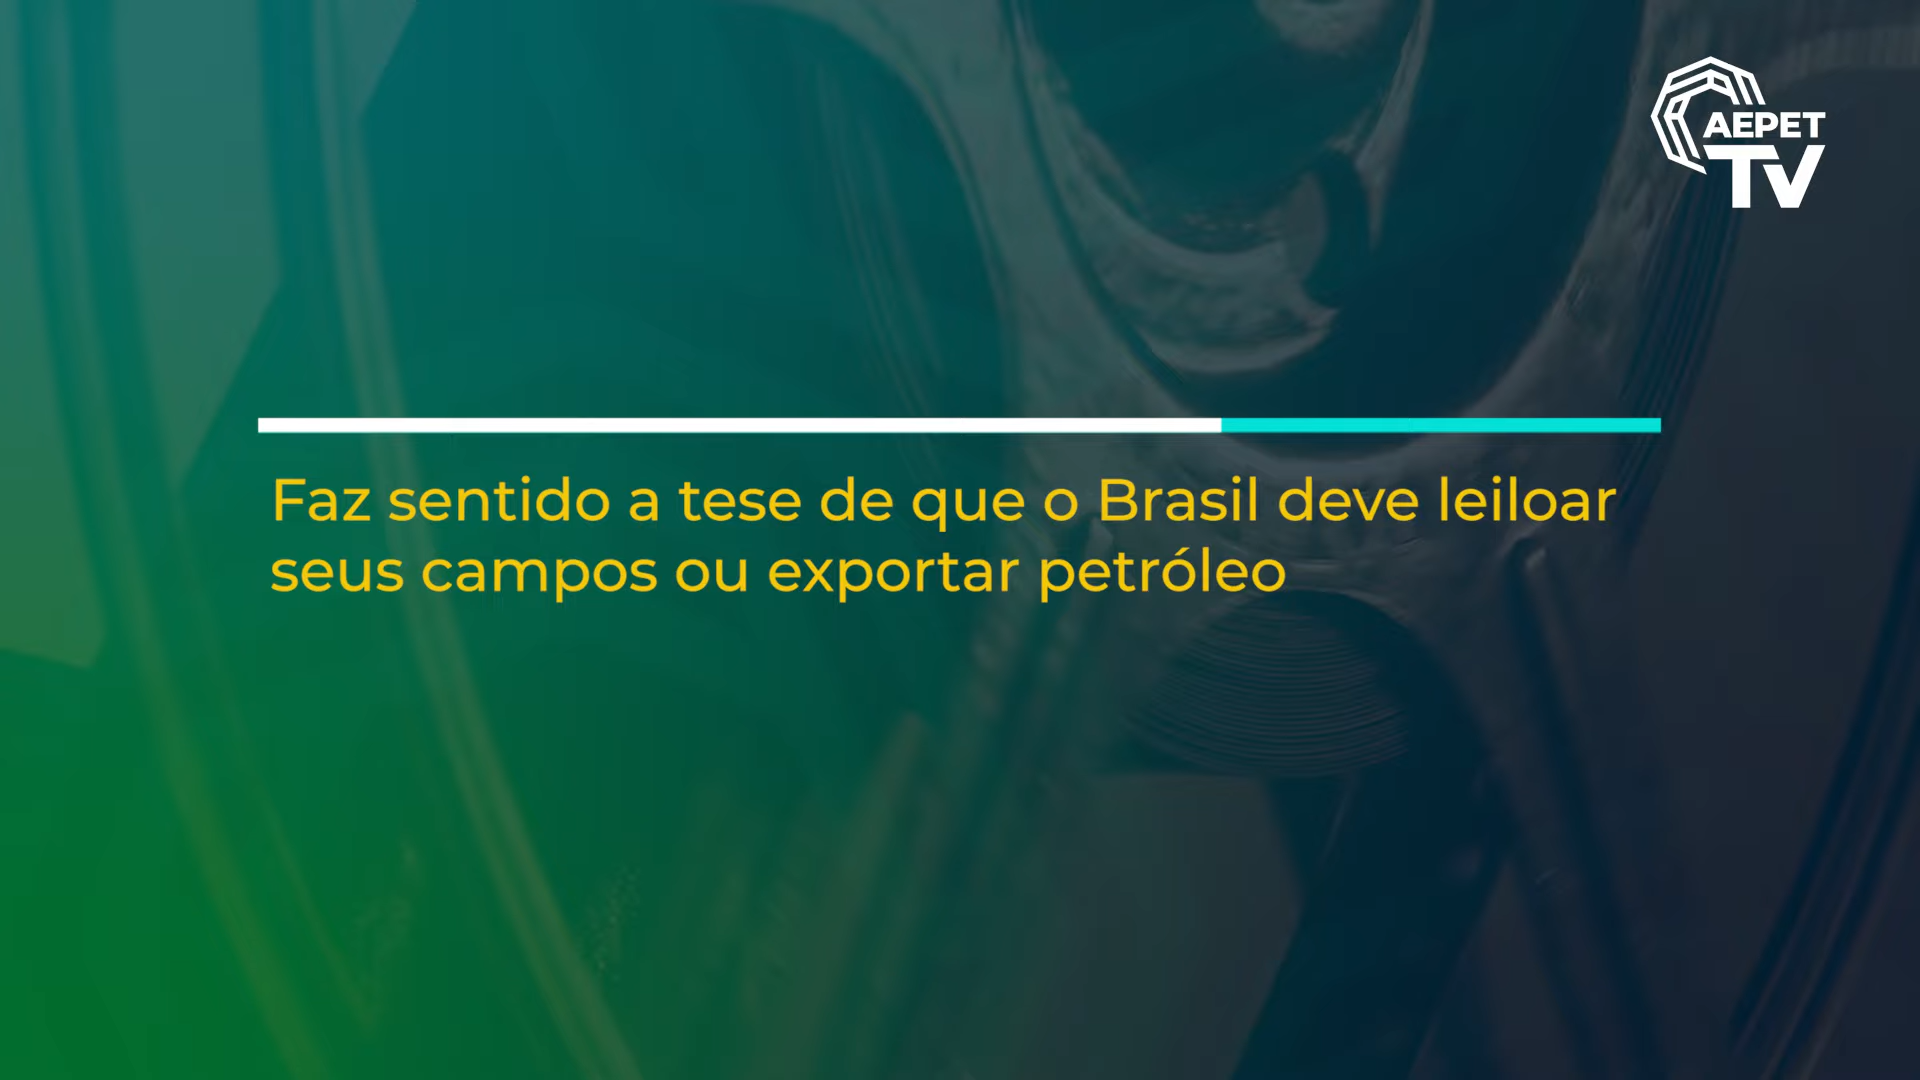 AEPET
TV
Faz sentido a tese de que o Brasil deve leiloar
seus campos ou exportar petróleo